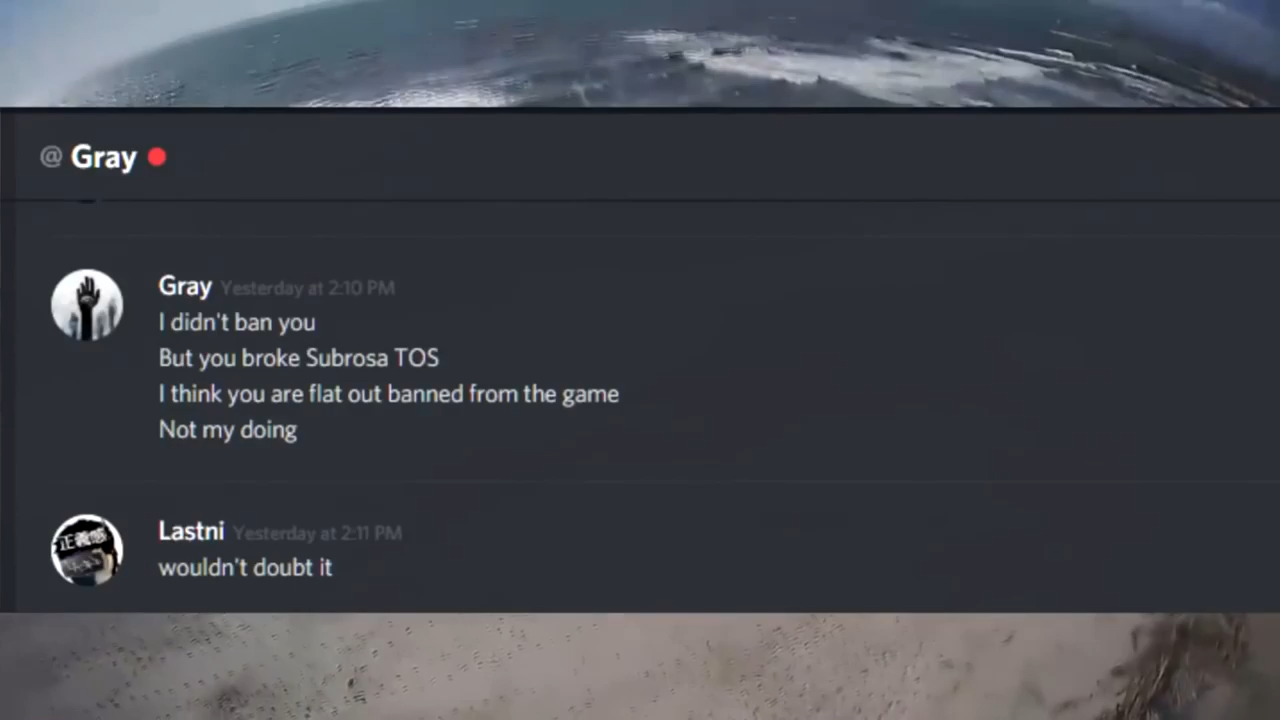 @ Gray
Gray Yesterday at 2:10 PM
I didn't ban you
But you broke Subrosa TOS
I think you are flat out banned from the game
Not my doing
Lastni Yesterday at 2:11 PM
wouldn't doubt it